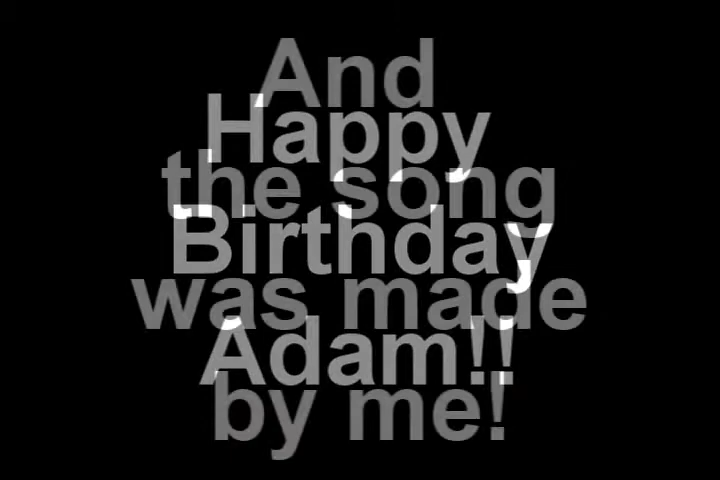 And
Happy
the song
Birthday
was made
Adam!!
by me!